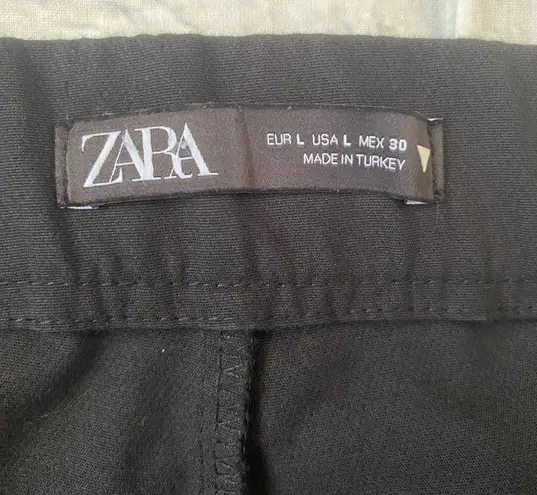 ZARA
EUR L USA L MEX 30
MADE IN TURKEY